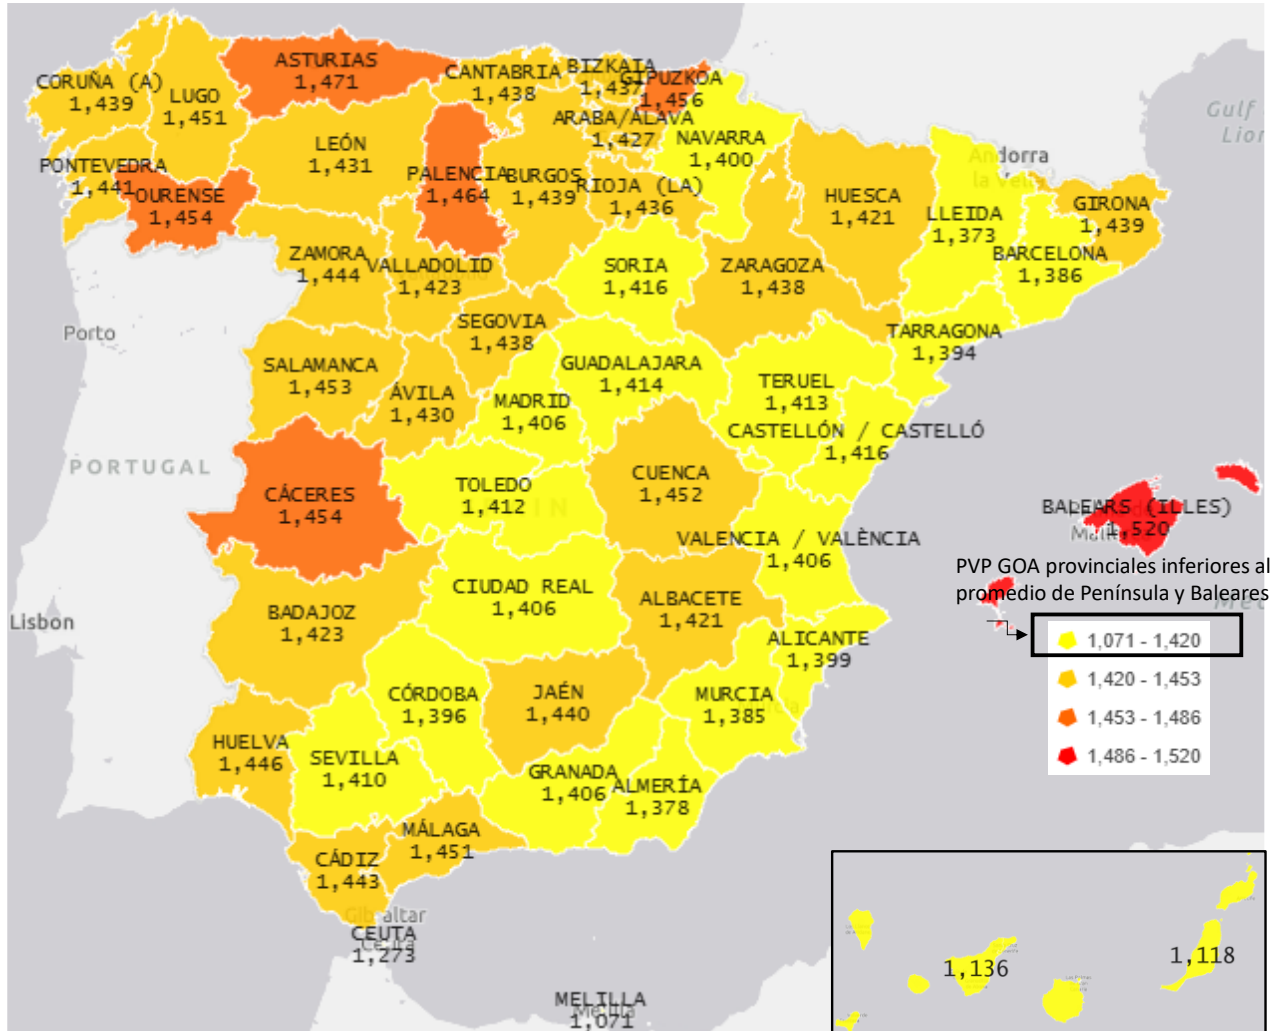 ASTURIAS
1,471
CORUÑA (A)
1,439
LUGO
1,451
CANTABRIA
1,438
BIZKAIA
1,437
GIPUZKOA
1,456
ARABA/ÁLAVA
1,427
NAVARRA
1,400
LEÓN
1,431
PONTEVEDRA
1,441
OURENSE
1,454
PALENCIA
1,464
BURGOS
1,439
RIOJA (LA)
1,436
HUESCA
1,421
Andorra
la Vella
LLEIDA
1,373
GIRONA
1,439
Gulf
Lion
BARCELONA
1,386
ZAMORA
1,444
VALLADOLID
1,423
SORIA
1,416
ZARAGOZA
1,438
Porto
SEGOVIA
1,438
TARRAGONA
1,394
SALAMANCA
1,453
ÁVILA
1,430
GUADALAJARA
1,414
MADRID
1,406
TERUEL
1,413
CASTELLÓN / CASTELLÓ
1,416
PORTUGAL
CÁCERES
1,454
TOLEDO
1,412
CUENCA
1,452
BALEARS (ILLES)
1,520
VALENCIA / VALÈNCIA
1,406
PVP GOA provinciales inferiores al
promedio de Península y Baleares
CIUDAD REAL
1,406
ALBACETE
1,421
BADAJOZ
1,423
Lisbon
ALICANTE
1,399
1,071 - 1,420
1,420 - 1,453
1,453 - 1,486
1,486 - 1,520
CÓRDOBA
1,396
JAÉN
1,440
MURCIA
1,385
HUELVA
1,446
SEVILLA
1,410
GRANADA
1,406
ALMERÍA
1,378
MÁLAGA
1,451
CÁDIZ
1,443
Gibraltar
CEUTA
1,273
MELILLA
1,071
1,136
1,118